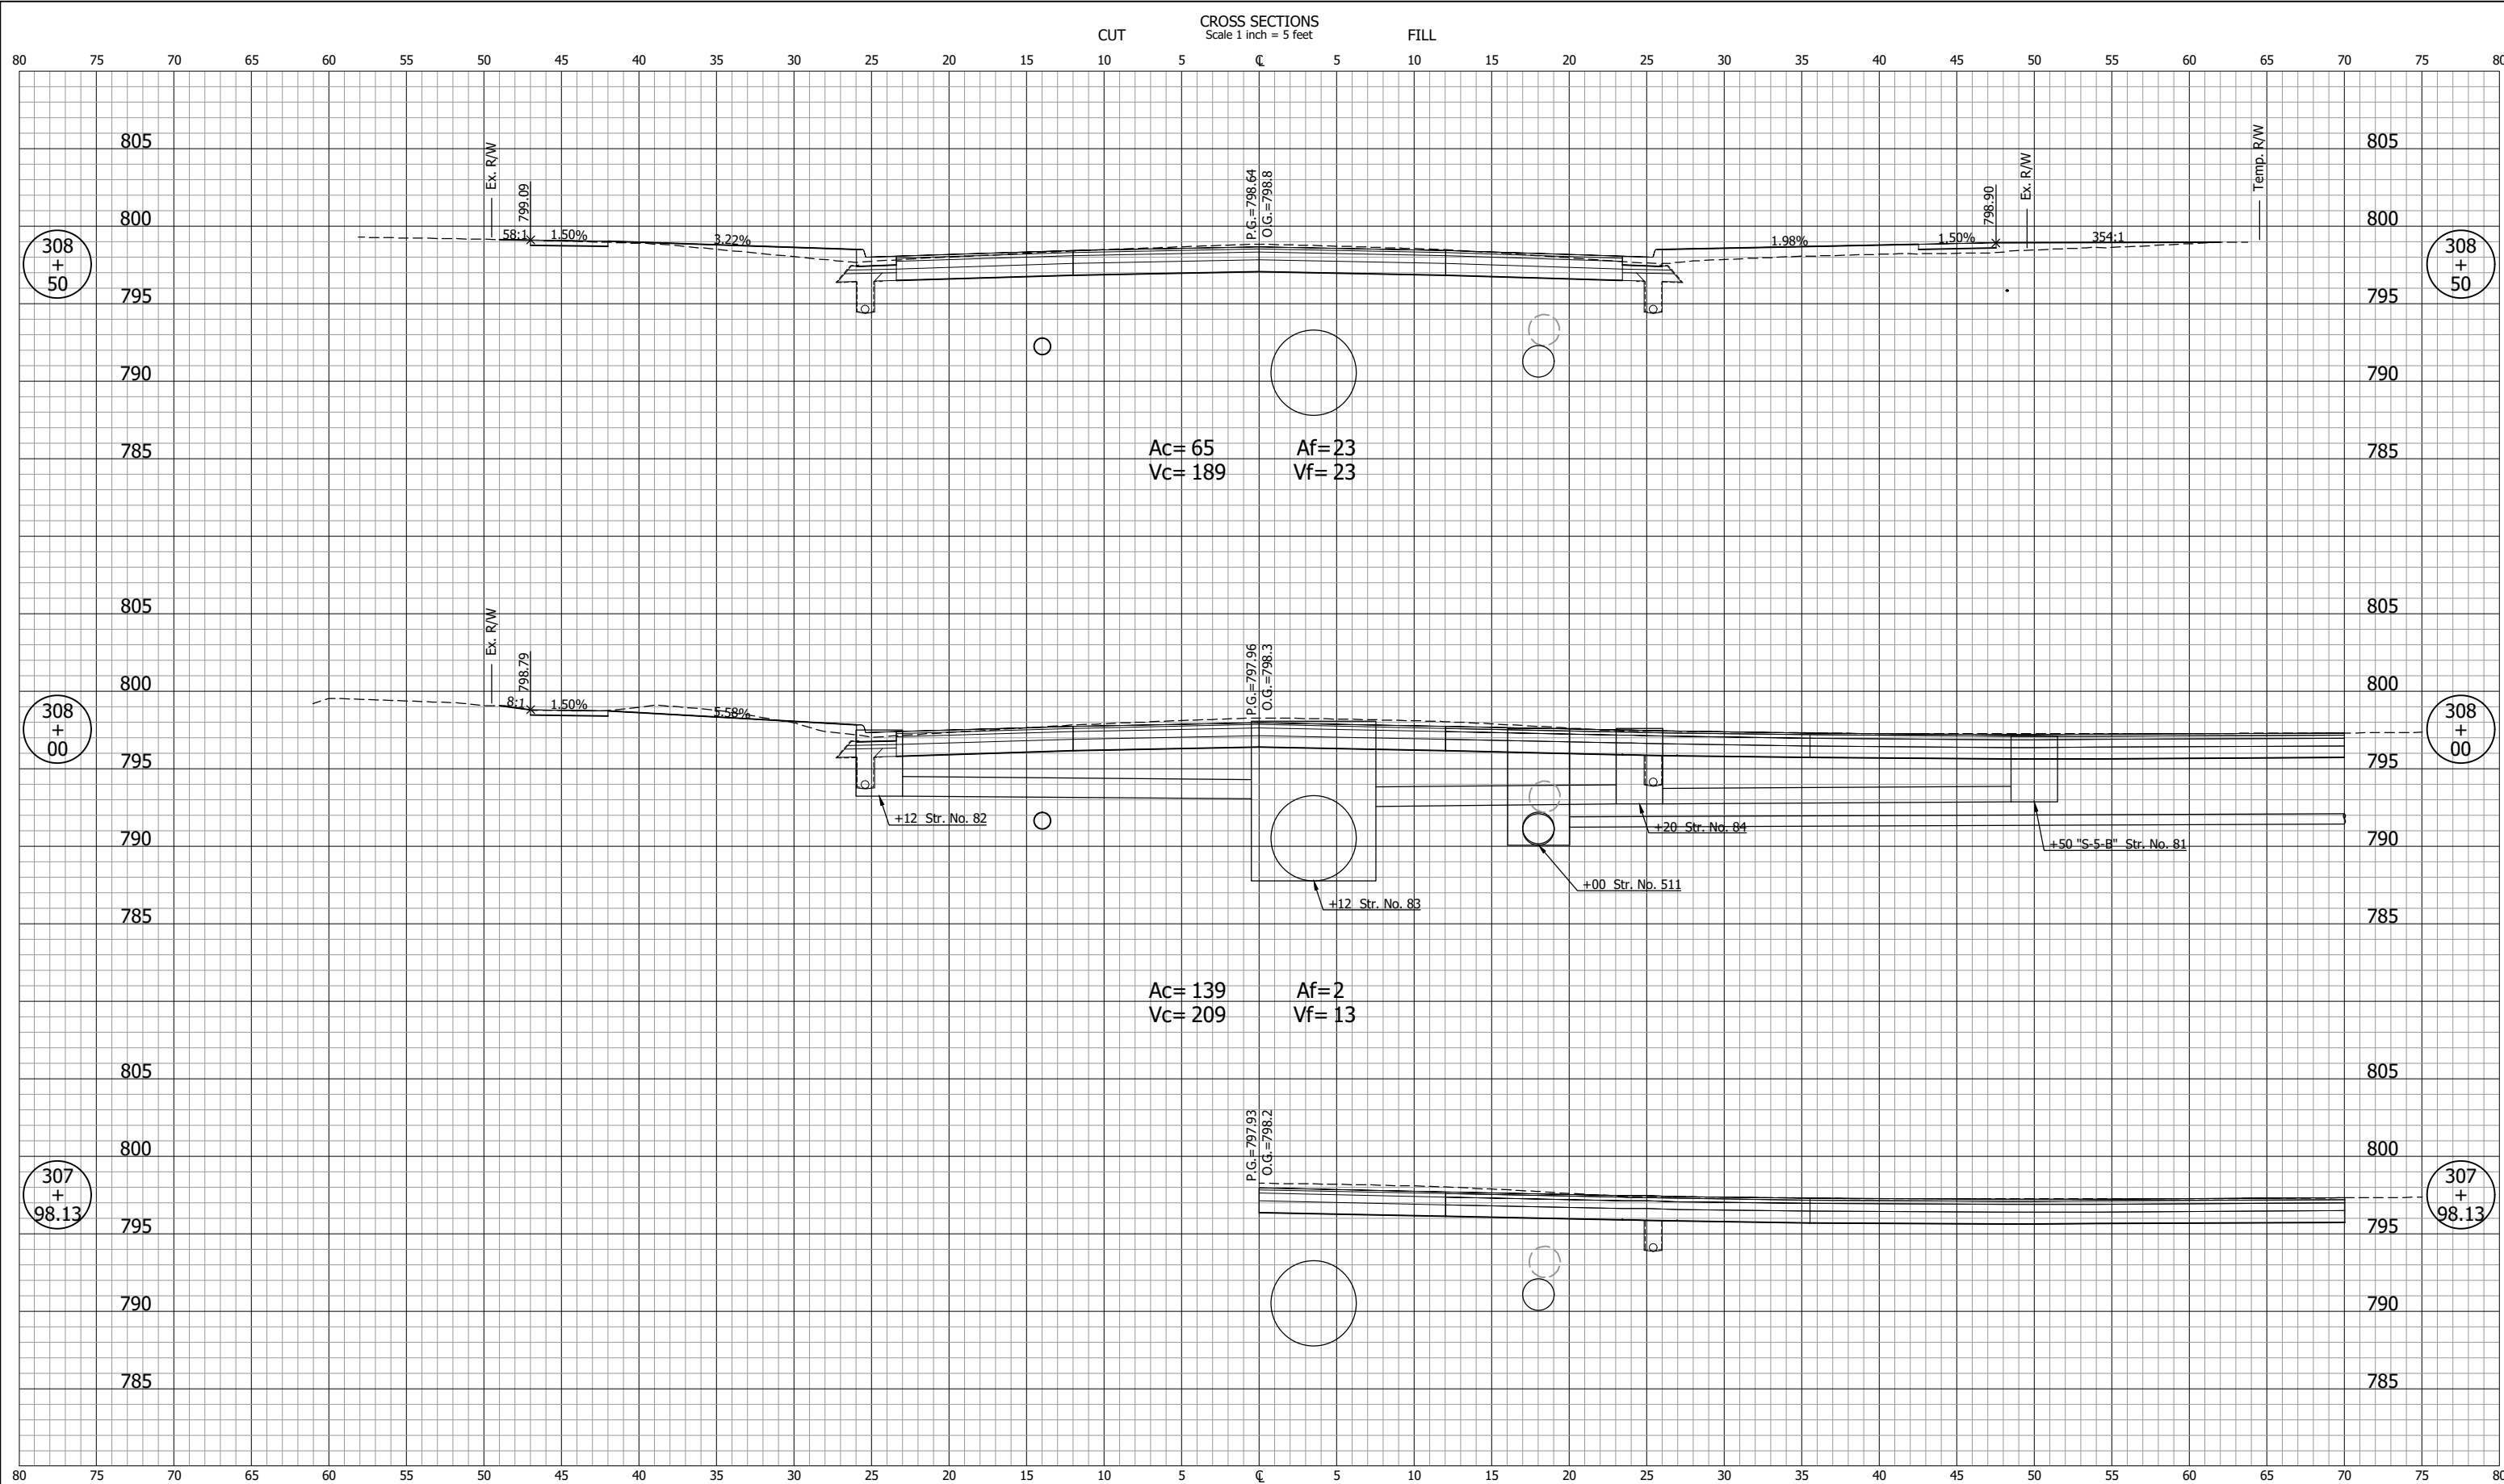 CROSS SECTIONS
CUT Scale 1 inch = 5 feet FILL
80 75 70 65 60 55 50 45 40 35 30 25 20 15 10 5 ℄ 5 10 15 20 25 30 35 40 45 50 55 60 65 70 75 80
805 805
Ex. R/W
799.09
P.G.=798.64
O.G.=798.8
798.90
Ex. R/W
Temp. R/W
800 800
308
+
50
58:1 1.50% 3.22% 1.98% 1.50% 354:1
308
+
50
795 795
790 790
785 785
Ac= 65 Af=23
Vc= 189 Vf= 23
805 805
Ex. R/W
798.79
P.G.=797.96
O.G.=798.3
800 800
308
+
00
8:1 1.50% 5.58%
308
+
00
795 795
+12 Str. No. 82
+20 Str. No. 84
790 790
+50 "S-5-B" Str. No. 81
+00 Str. No. 511
+12 Str. No. 83
785 785
Ac= 139 Af=2
Vc= 209 Vf= 13
805 805
P.G.=797.93
O.G.=798.2
800 800
307
+
98.13
307
+
98.13
795 795
790 790
785 785
80 75 70 65 60 55 50 45 40 35 30 25 20 15 10 5 ℄ 5 10 15 20 25 30 35 40 45 50 55 60 65 70 75 80